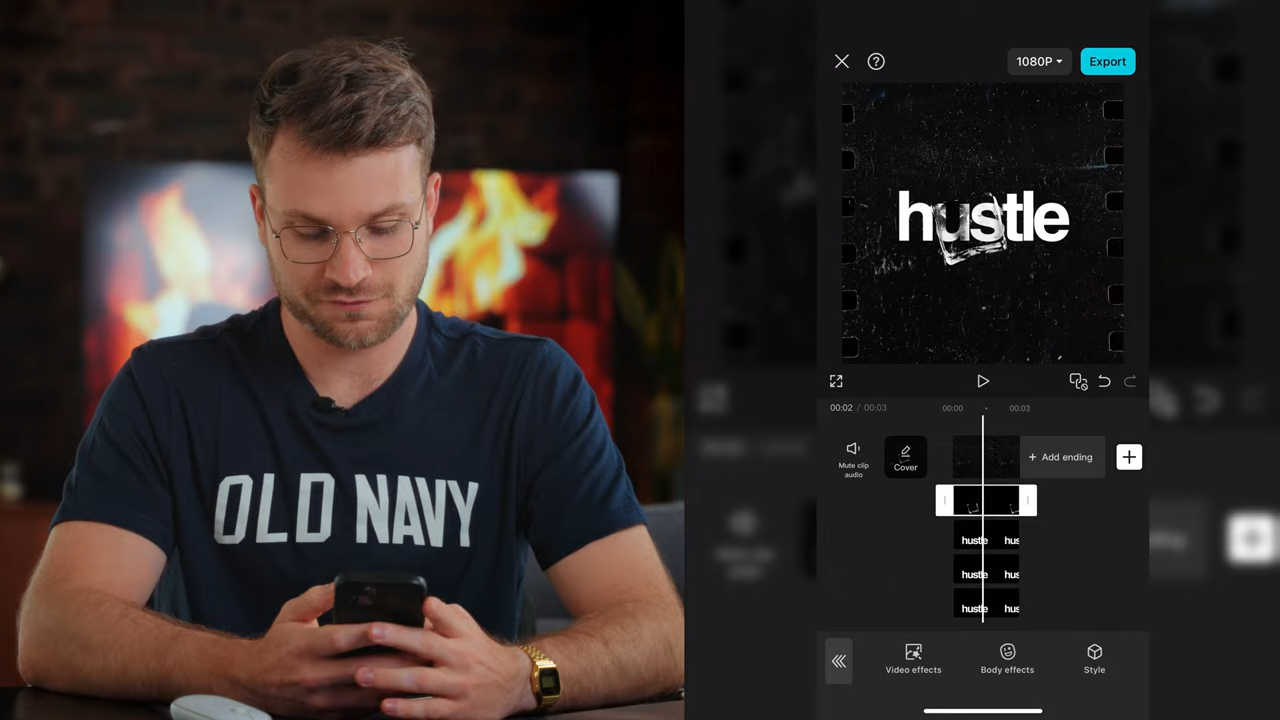 OLD NAVY
1080P
Export
hustle
00:02 / 00:03
00:00
00:03
Mute clip
audio
Cover
+ Add ending
hustle
hus
hustle
hus
hustle
hus
Video effects
Body effects
Style